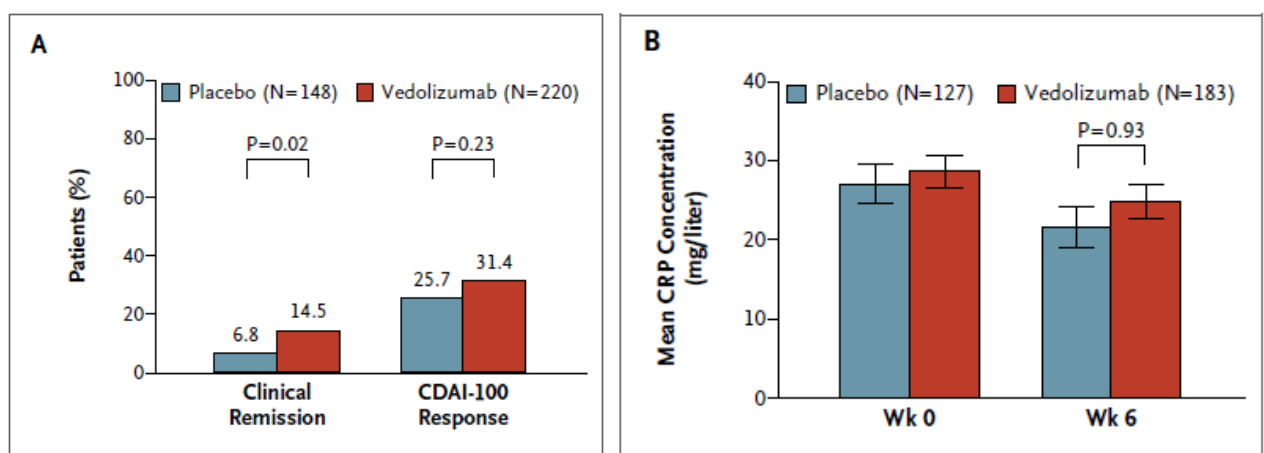 A
100
Placebo (N=148) Vedolizumab (N=220)
80
P=0.02 P=0.23
60
Patients (%)
40
25.7 31.4
20
6.8 14.5
0
Clinical Remission
CDAI-100 Response
B
40
Placebo (N=127) Vedolizumab (N=183)
P=0.93
30
Mean CRP Concentration
(mg/liter)
20
10
0
Wk 0 Wk 6